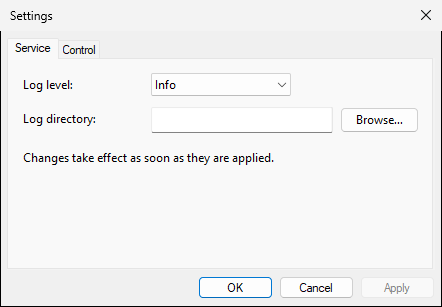 Settings
Service
Control
Log level:
Info
Log directory:
Browse...
Changes take effect as soon as they are applied.
OK
Cancel
Apply